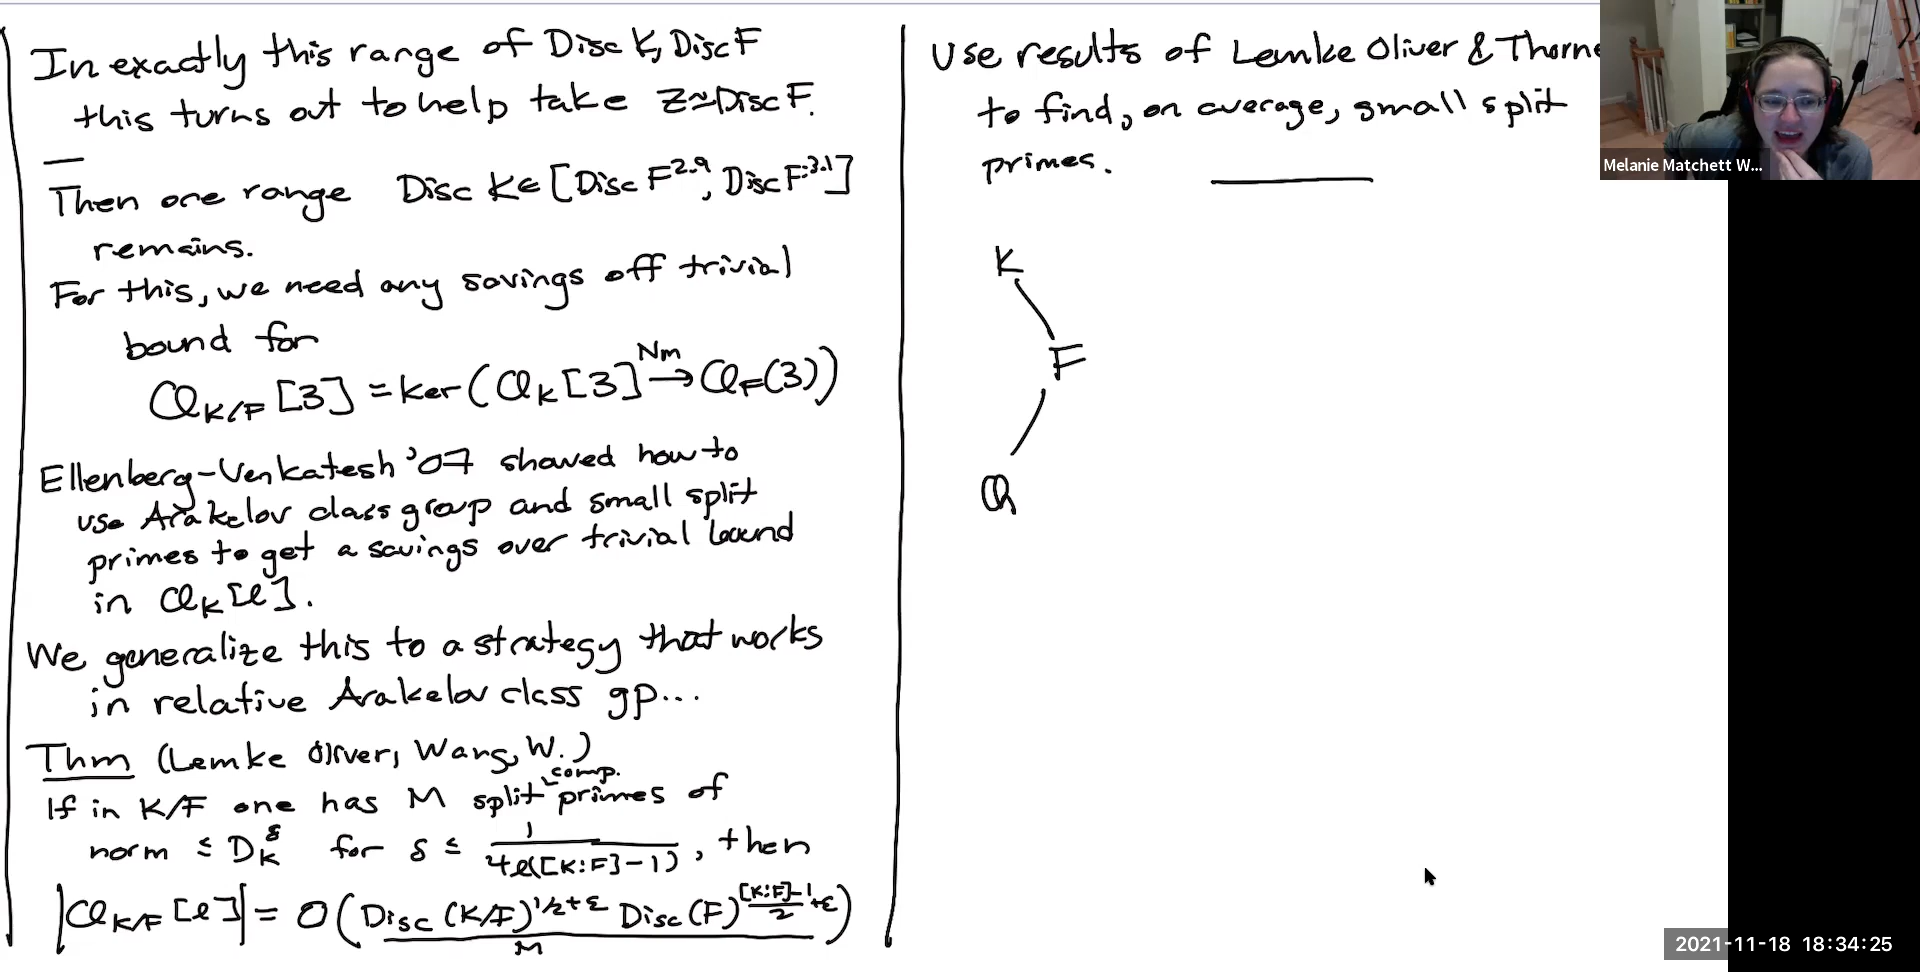 In exactly this range of Disc K, Disc F
this turns out to help take Z≈Disc F.
Then one range Disc K ∈ [Disc F^2.9, Disc F^3.1]
remains.
For this, we need any savings off trivial
bound for
Cl_K/F [3] = ker(Cl_K [3] →^Nm Cl_F(3))
Ellenberg-Venkatesh '07 showed how to
use Arakelov class group and small split
primes to get a savings over trivial bound
in Cl_K [ℓ].
We generalize this to a strategy that works
in relative Arakelov class gp...
Thm (Lemke Oliver, Wang, W.)
If in K/F one has M split comp. primes of
norm ≤ D_K^δ for δ ≤ 1/(4ℓ([K:F]-1)), then
|Cl_K/F [ℓ]| = O(Disc(K/F)^(1/2+ε) Disc(F)^([K:F]-1/2+ε) / M)
Use results of Lemke Oliver & Thorne
to find, on average, small split
primes.
K
F
Q
Melanie Matchett W...
2021-11-18 18:34:25